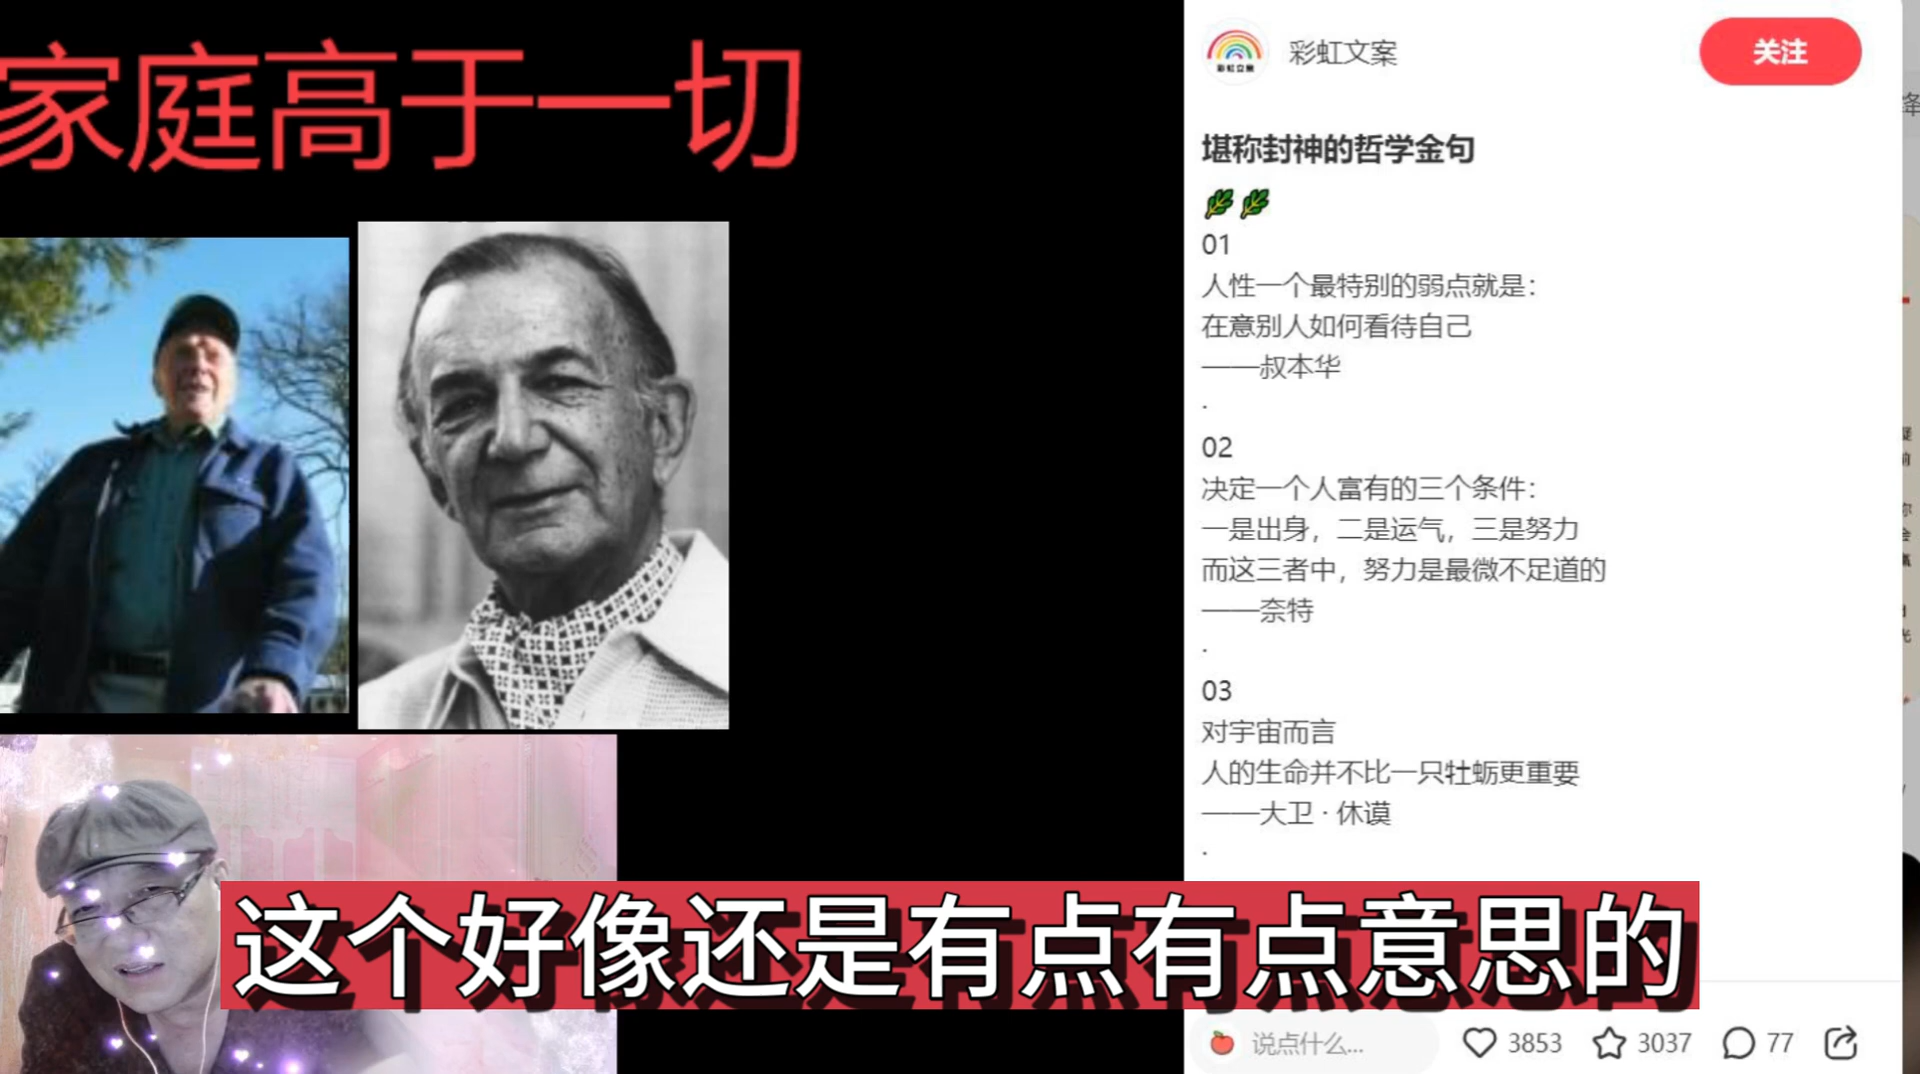 家庭高于一切
彩虹文案
彩虹文案
关注
堪称封神的哲学金句
01
人性一个最特别的弱点就是：
在意别人如何看待自己
——叔本华
.
02
决定一个人富有的三个条件：
一是出身，二是运气，三是努力
而这三者中，努力是最微不足道的
——奈特
.
03
对宇宙而言
人的生命并不比一只牡蛎更重要
——大卫·休谟
.
这个好像还是有点有点意思的
说点什么...
3853
3037
77